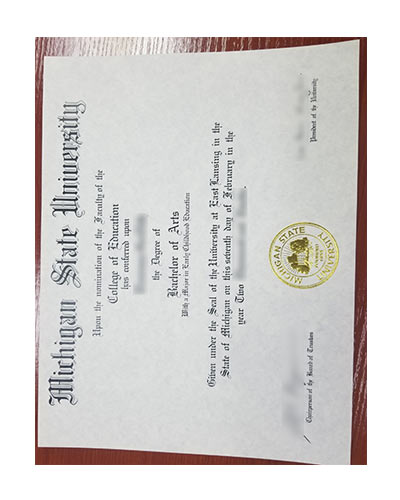 Michigan State University
Upon the nomination of the Faculty of the
College of Education
has conferred upon
the Degree of
Bachelor of Arts
With a Major in Early Childhood Education
Given under the Seal of the University at East Lansing in the
State of Michigan on this seventh day of February in the
year Two
President of the University
MICHIGAN STATE UNIVERSITY
Chairperson of the Board of Trustees